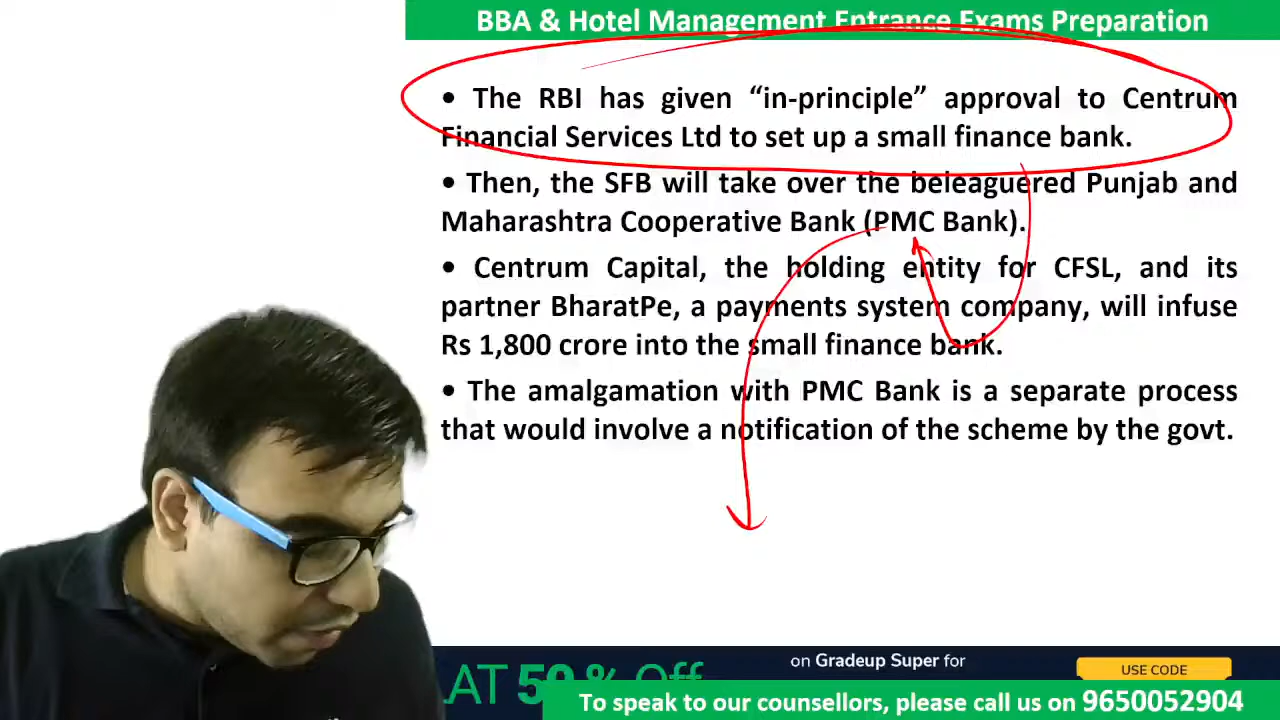 BBA & Hotel Management Entrance Exams Preparation
• The RBI has given “in-principle” approval to Centrum
Financial Services Ltd to set up a small finance bank.
• Then, the SFB will take over the beleaguered Punjab and
Maharashtra Cooperative Bank (PMC Bank).
• Centrum Capital, the holding entity for CFSL, and its
partner BharatPe, a payments system company, will infuse
Rs 1,800 crore into the small finance bank.
• The amalgamation with PMC Bank is a separate process
that would involve a notification of the scheme by the govt.
on Gradeup Super for
USE CODE
To speak to our counsellors, please call us on 9650052904